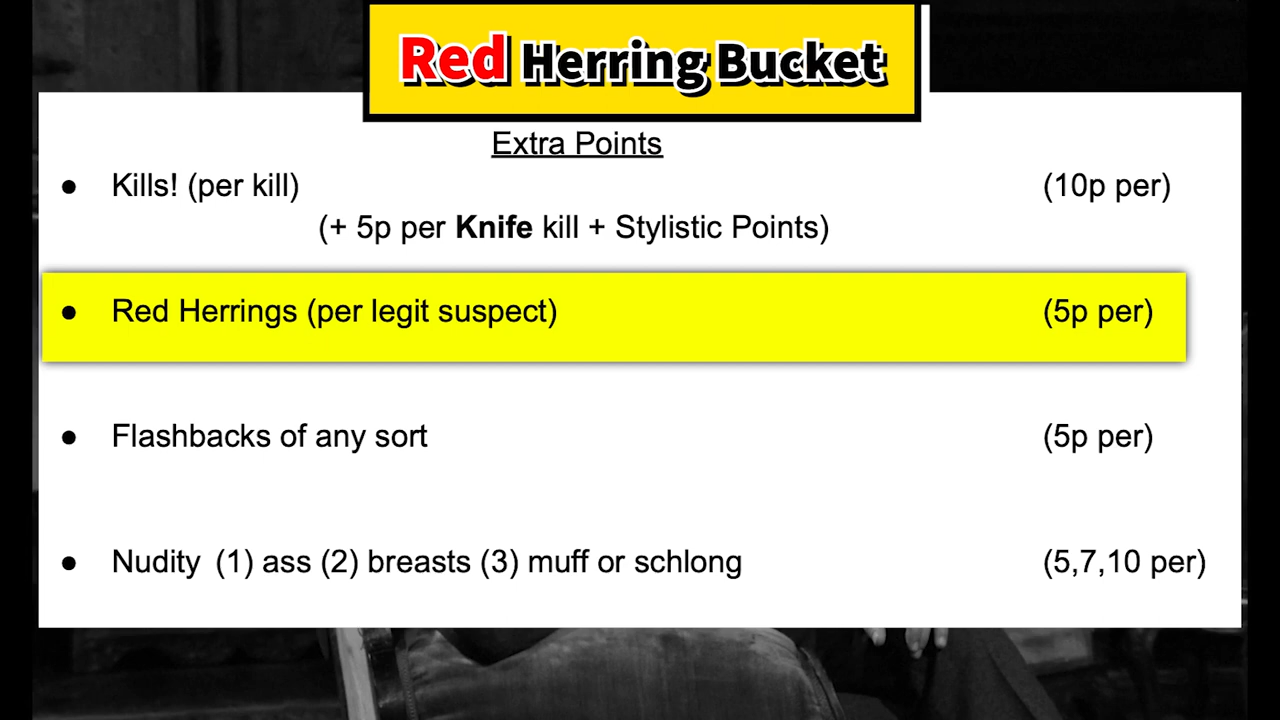 Red Herring Bucket
Extra Points
● Kills! (per kill) (10p per)
(+ 5p per Knife kill + Stylistic Points)
● Red Herrings (per legit suspect) (5p per)
● Flashbacks of any sort (5p per)
● Nudity (1) ass (2) breasts (3) muff or schlong (5,7,10 per)